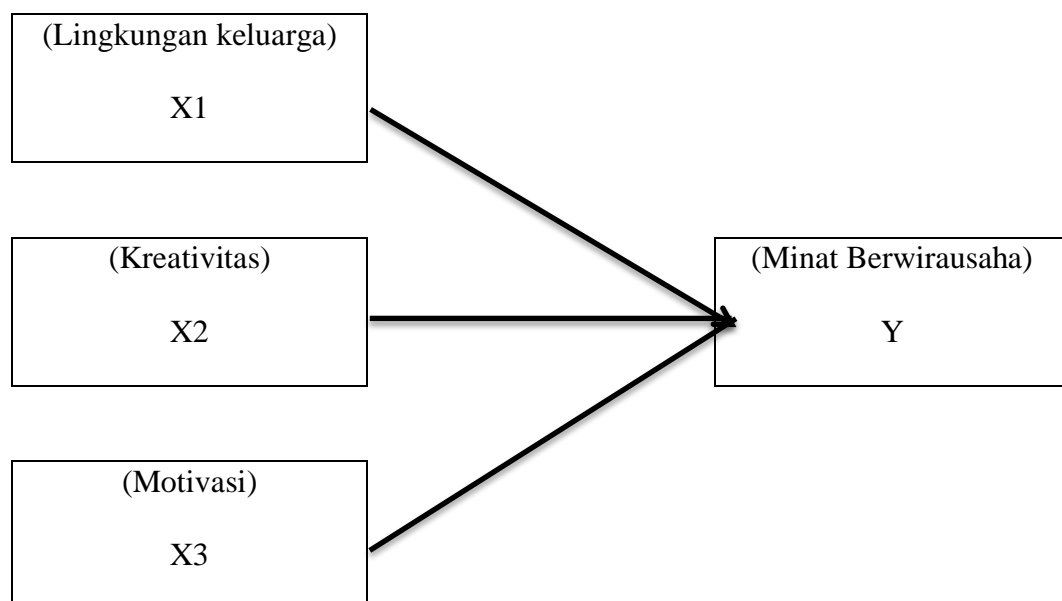 (Lingkungan keluarga)
X1
(Kreativitas)
X2
(Minat Berwirausaha)
Y
(Motivasi)
X3